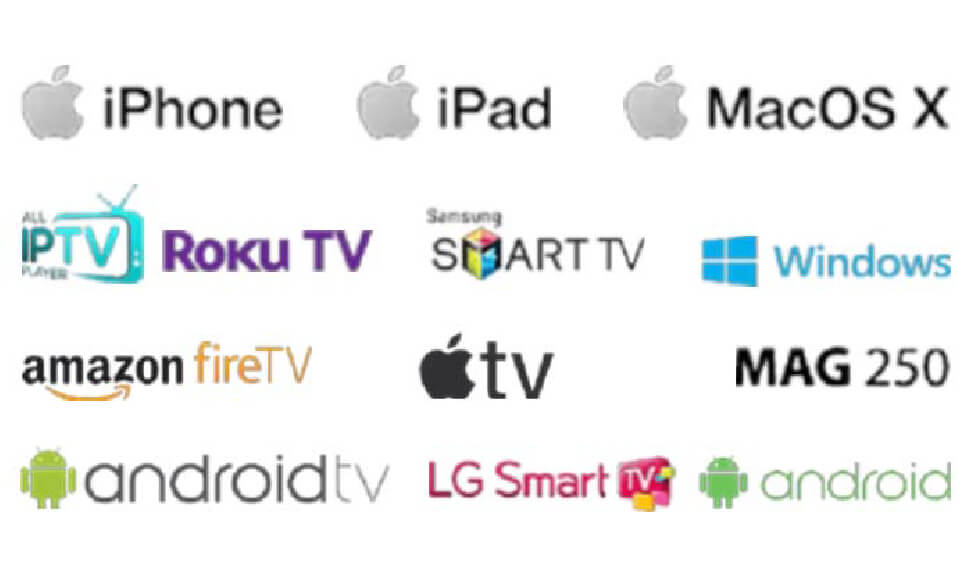 iPhone iPad MacOS X
ALL
IPTV
PLAYER
Roku TV
Samsung
SMART TV
Windows
amazon fireTV
tv
MAG 250
androidtv
LG Smart TV
android